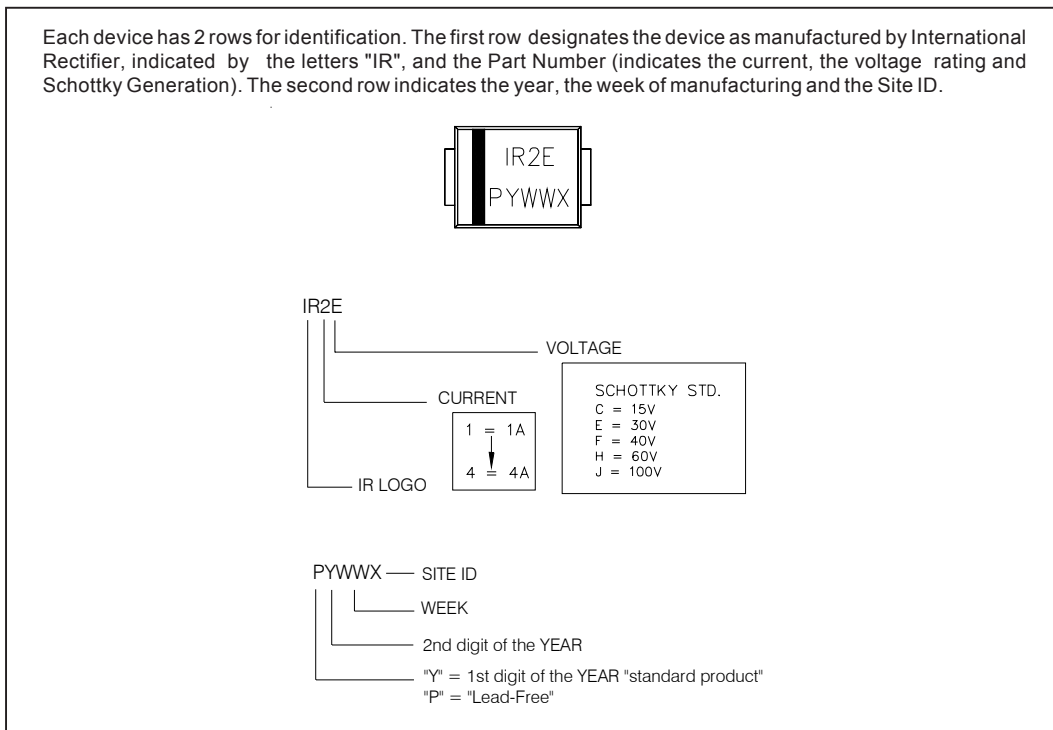 Each device has 2 rows for identification. The first row designates the device as manufactured by International
Rectifier, indicated by the letters "IR", and the Part Number (indicates the current, the voltage rating and
Schottky Generation). The second row indicates the year, the week of manufacturing and the Site ID.
IR2E
PYWWX
IR2E
VOLTAGE
SCHOTTKY STD.
C = 15V
E = 30V
F = 40V
H = 60V
J = 100V
CURRENT
1 = 1A
4 = 4A
IR LOGO
PYWWX
SITE ID
WEEK
2nd digit of the YEAR
"Y" = 1st digit of the YEAR "standard product"
"P" = "Lead-Free"